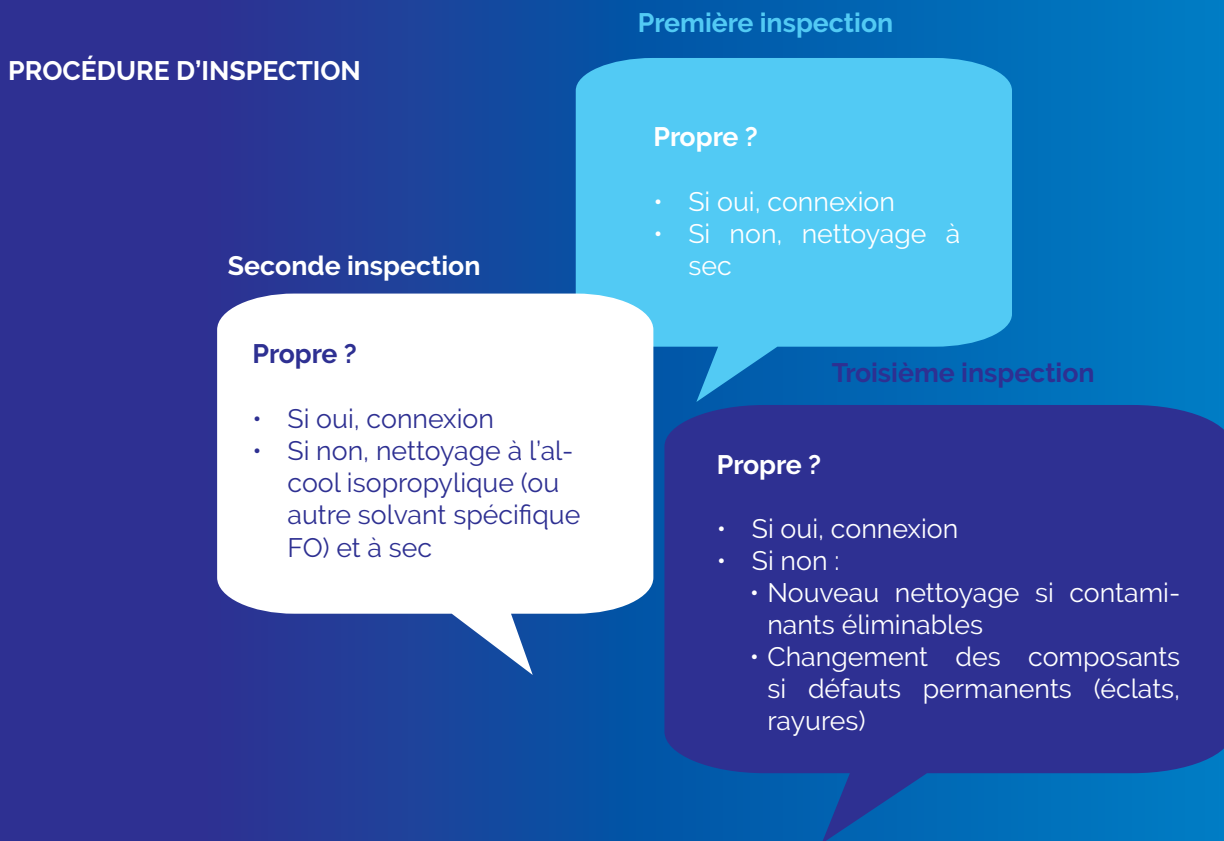 PROCÉDURE D'INSPECTION
Première inspection
Propre ?
• Si oui, connexion
• Si non, nettoyage à
sec
Seconde inspection
Propre ?
• Si oui, connexion
• Si non, nettoyage à l'al-
cool isopropylique (ou
autre solvant spécifique
FO) et à sec
Troisième inspection
Propre ?
• Si oui, connexion
• Si non :
• Nouveau nettoyage si contami-
nants éliminables
• Changement des composants
si défauts permanents (éclats,
rayures)